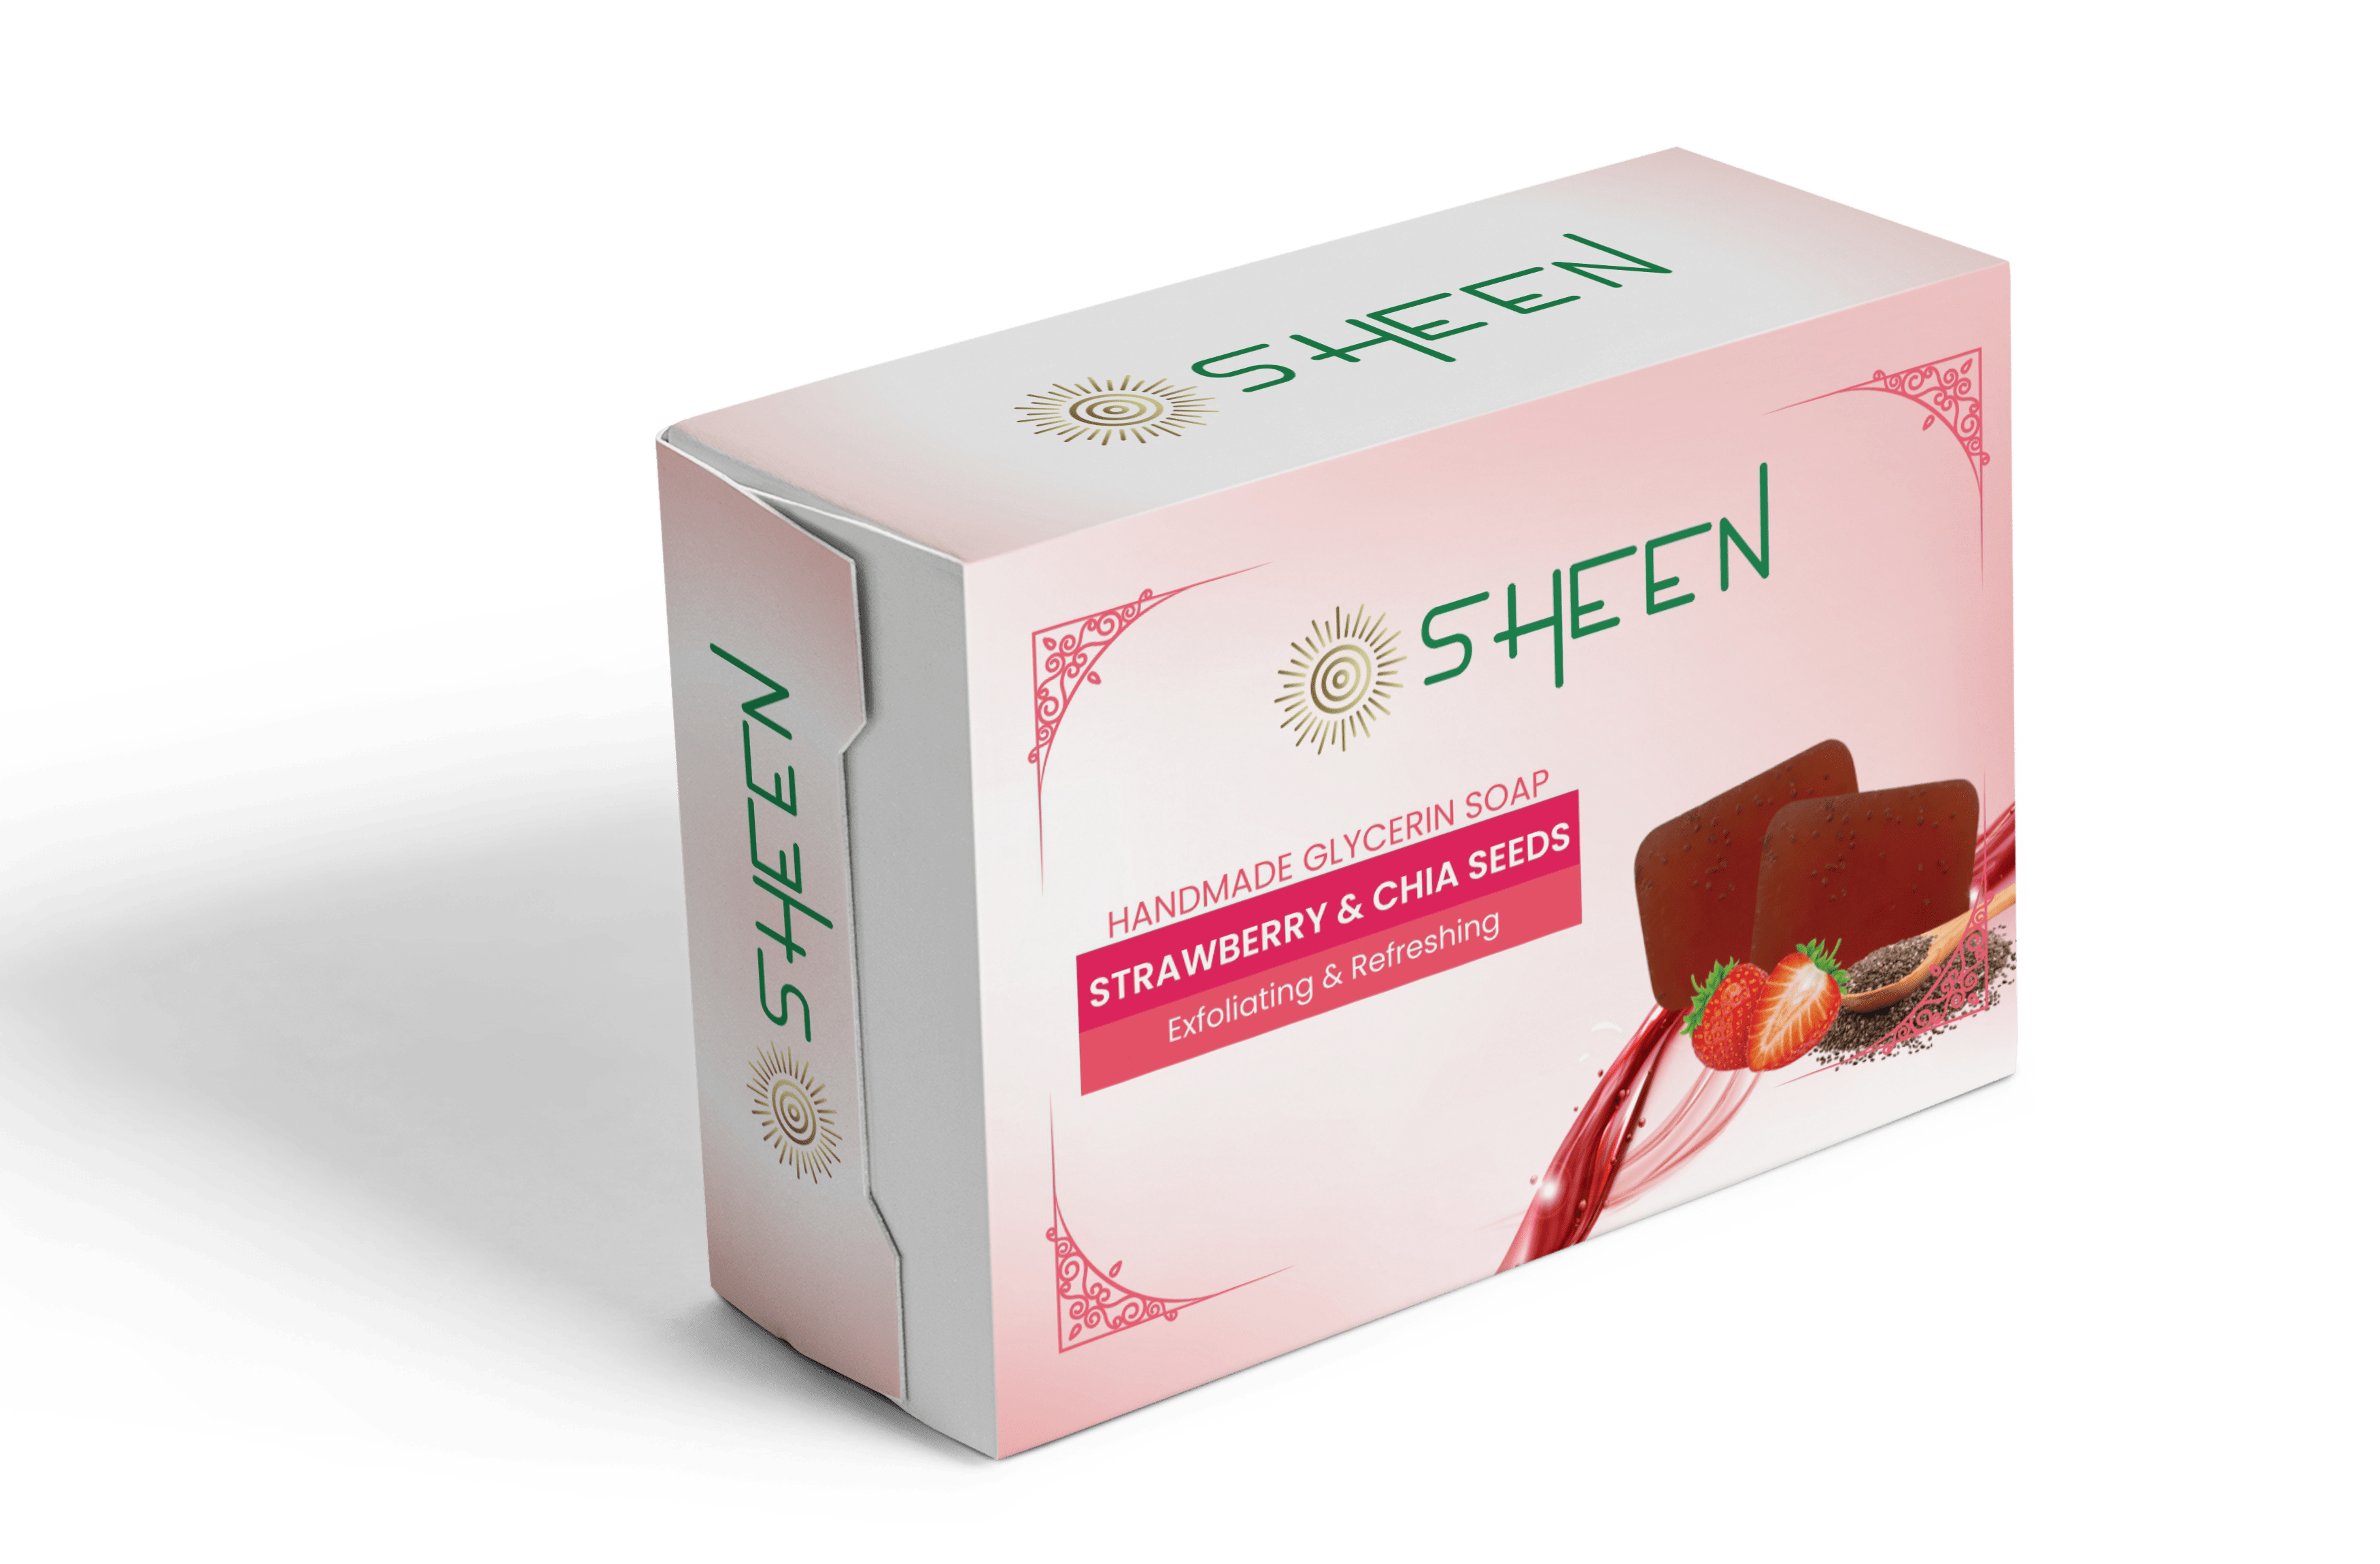 SHEEN
SHEEN
HANDMADE GLYCERIN SOAP
STRAWBERRY & CHIA SEEDS
Exfoliating & Refreshing
SHEEN